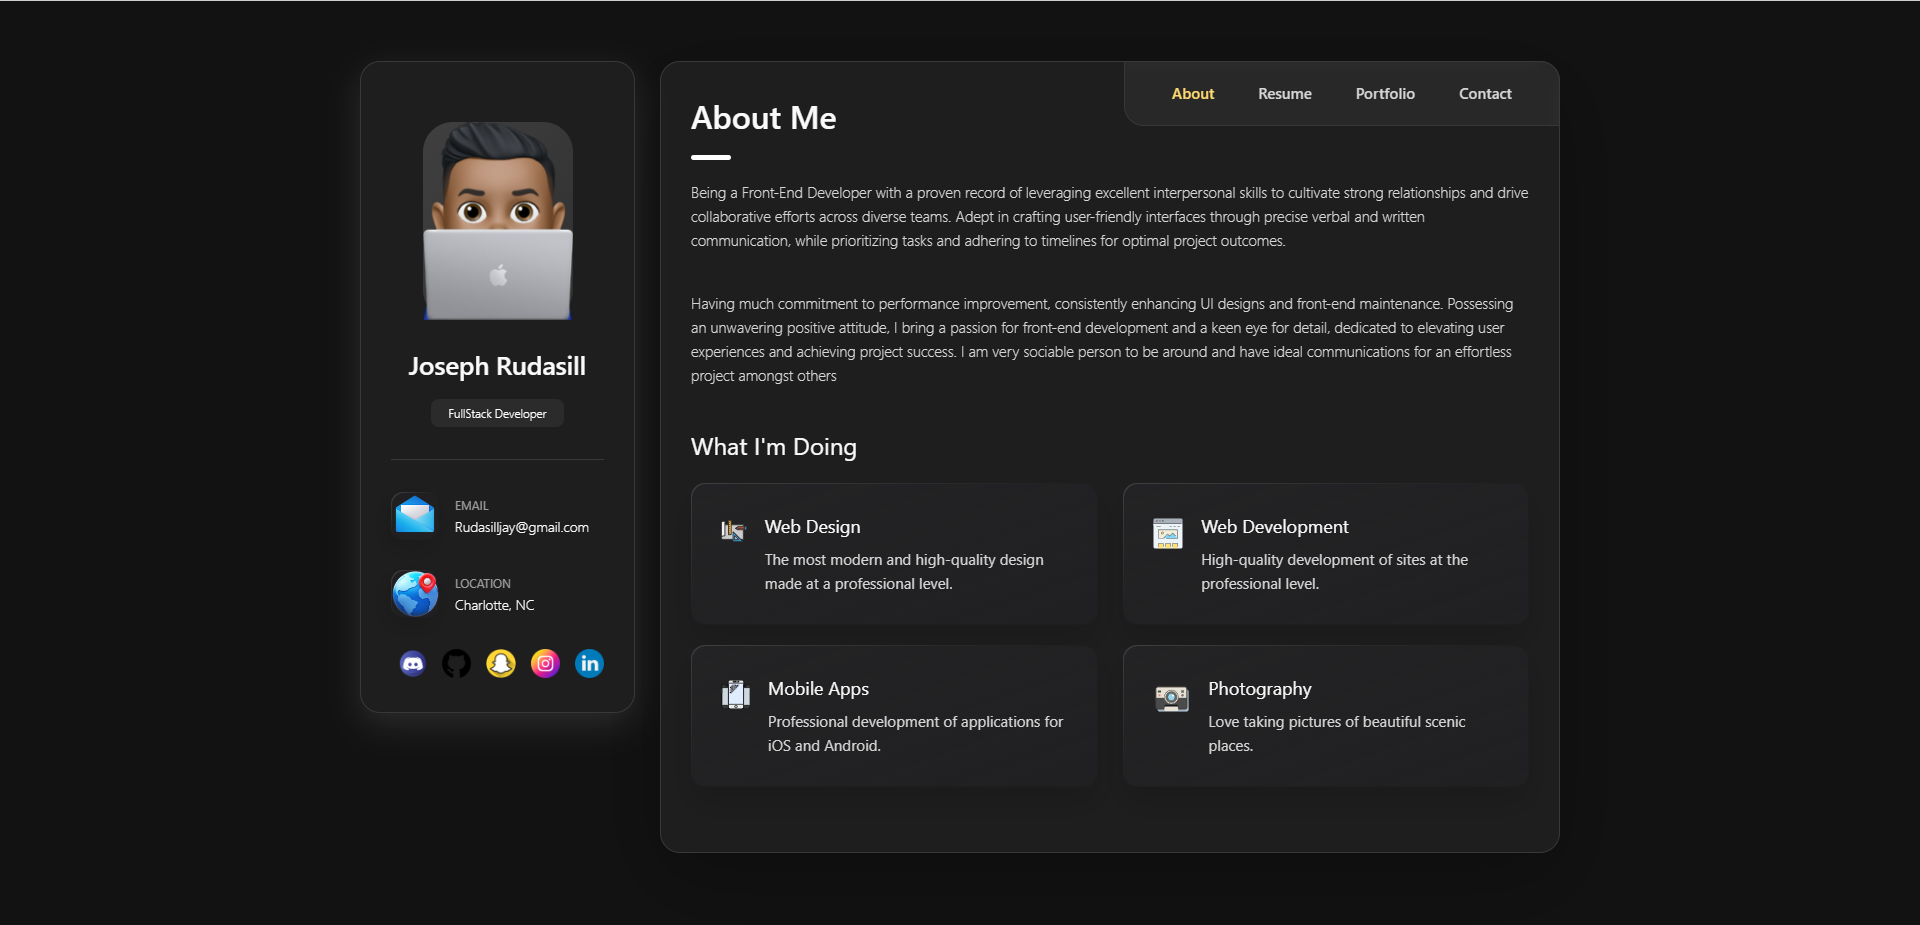 Joseph Rudasill
FullStack Developer
EMAIL
Rudasilljay@gmail.com
LOCATION
Charlotte, NC
in
About
Resume
Portfolio
Contact
About Me
Being a Front-End Developer with a proven record of leveraging excellent interpersonal skills to cultivate strong relationships and drive
collaborative efforts across diverse teams. Adept in crafting user-friendly interfaces through precise verbal and written
communication, while prioritizing tasks and adhering to timelines for optimal project outcomes.
Having much commitment to performance improvement, consistently enhancing UI designs and front-end maintenance. Possessing
an unwavering positive attitude, I bring a passion for front-end development and a keen eye for detail, dedicated to elevating user
experiences and achieving project success. I am very sociable person to be around and have ideal communications for an effortless
project amongst others
What I'm Doing
Web Design
The most modern and high-quality design
made at a professional level.
Web Development
High-quality development of sites at the
professional level.
Mobile Apps
Professional development of applications for
iOS and Android.
Photography
Love taking pictures of beautiful scenic
places.